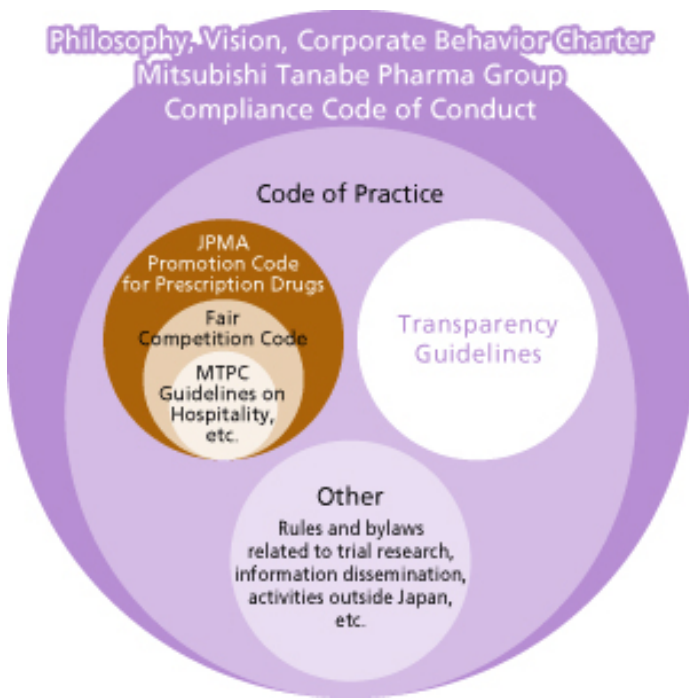 Philosophy, Vision, Corporate Behavior Charter
Mitsubishi Tanabe Pharma Group
Compliance Code of Conduct
Code of Practice
JPMA
Promotion Code
for Prescription Drugs
Fair
Competition Code
MTPC
Guidelines on
Hospitality,
etc.
Transparency
Guidelines
Other
Rules and bylaws
related to trial research,
information dissemination,
activities outside Japan,
etc.